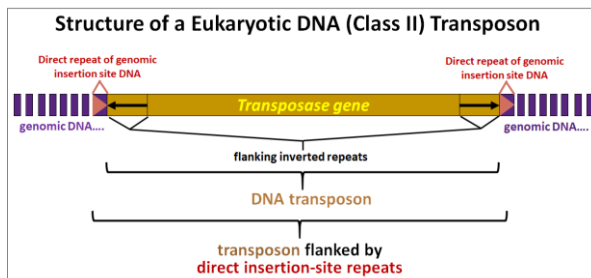 Structure of a Eukaryotic DNA (Class II) Transposon
Direct repeat of genomic
insertion site DNA
Direct repeat of genomic
insertion site DNA
Transposase gene
genomic DNA....
genomic DNA....
flanking inverted repeats
DNA transposon
transposon flanked by
direct insertion-site repeats